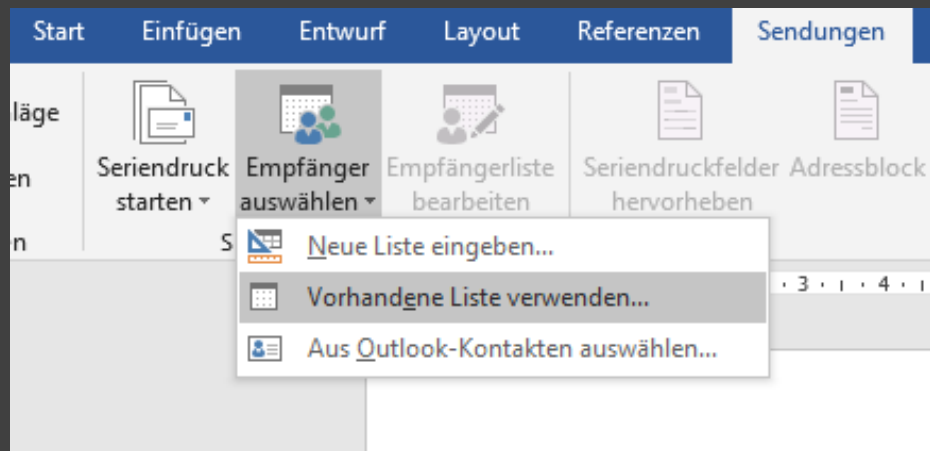 Start Einfügen Entwurf Layout Referenzen Sendungen
läge
en
n
Seriendruck starten
Empfänger auswählen
Empfängerliste bearbeiten
Seriendruckfelder hervorheben
Adressblock
S
Neue Liste eingeben...
Vorhandene Liste verwenden...
Aus Outlook-Kontakten auswählen...
· 3 · ı · 4 · ı